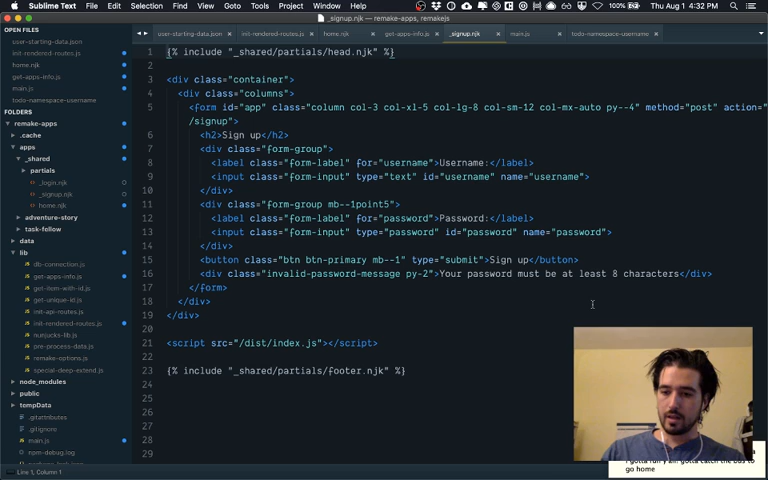 Sublime Text File Edit Selection Find View Goto Tools Project Window Help 100% Thu Aug 1 4:32 PM
_signup.njk — remake-apps, remakejs
OPEN FILES
user-starting-data.json
init-rendered-routes.js
home.njk
get-apps-info.js
_signup.njk
main.js
todo-namespace-username
user-starting-data.json
init-rendered-routes.js
home.njk
get-apps-info.js
main.js
todo-namespace-username
FOLDERS
remake-apps
.cache
apps
_shared
partials
_login.njk
_signup.njk
home.njk
adventure-story
task-follow
data
lib
db-connection.js
get-apps-info.js
get-item-with-id.js
get-unique-id.js
init-api-routes.js
init-rendered-routes.js
nunjucks-lib.js
pre-process-data.js
remake-options.js
special-deep-extend.js
node_modules
public
tempData
.gitattributes
.gitignore
main.js
npm-debug.log
1 {% include "_shared/partials/head.njk" %}
2
3 <div class="container">
4 <div class="columns">
5 <form id="app" class="column col-3 col-xl-5 col-lg-8 col-sm-12 col-mx-auto py--4" method="post" action="
/signup">
6 <h2>Sign up</h2>
7 <div class="form-group">
8 <label class="form-label" for="username">Username:</label>
9 <input class="form-input" type="text" id="username" name="username">
10 </div>
11 <div class="form-group mb--1point5">
12 <label class="form-label" for="password">Password:</label>
13 <input class="form-input" type="password" id="password" name="password">
14 </div>
15 <button class="btn btn-primary mb--1" type="submit">Sign up</button>
16 <div class="invalid-password-message py-2">Your password must be at least 8 characters</div>
17 </form>
18 </div>
19 </div>
20
21 <script src="/dist/index.js"></script>
22
23 {% include "_shared/partials/footer.njk" %}
24
25
26
27
28
29
go home
Line 1, Column 1